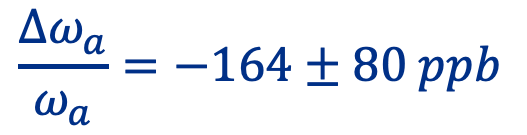 Δω_a / ω_a = −164 ± 80 ppb